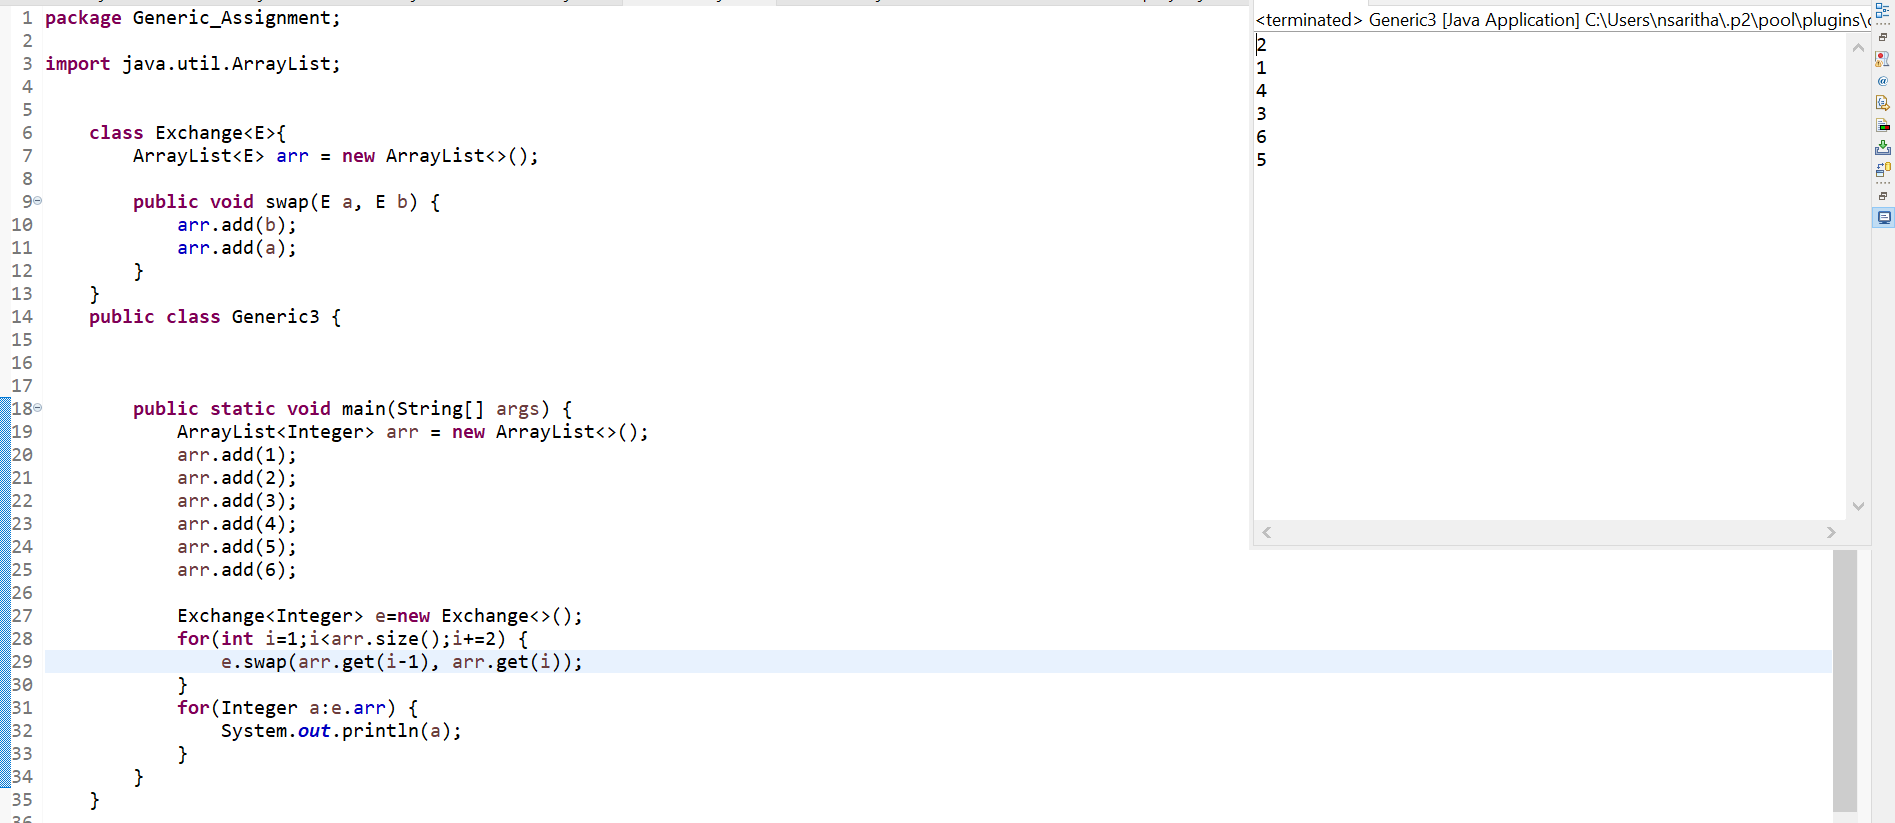 1 package Generic_Assignment;
2
3 import java.util.ArrayList;
4
5
6 class Exchange<E>{
7 ArrayList<E> arr = new ArrayList<>();
8
9 public void swap(E a, E b) {
10 arr.add(b);
11 arr.add(a);
12 }
13 }
14 public class Generic3 {
15
16
17
18 public static void main(String[] args) {
19 ArrayList<Integer> arr = new ArrayList<>();
20 arr.add(1);
21 arr.add(2);
22 arr.add(3);
23 arr.add(4);
24 arr.add(5);
25 arr.add(6);
26
27 Exchange<Integer> e=new Exchange<>();
28 for(int i=1;i<arr.size();i+=2) {
29 e.swap(arr.get(i-1), arr.get(i));
30 }
31 for(Integer a:e.arr) {
32 System.out.println(a);
33 }
34 }
35 }
<terminated> Generic3 [Java Application] C:\Users\nsaritha\.p2\pool\plugins\
2
1
4
3
6
5